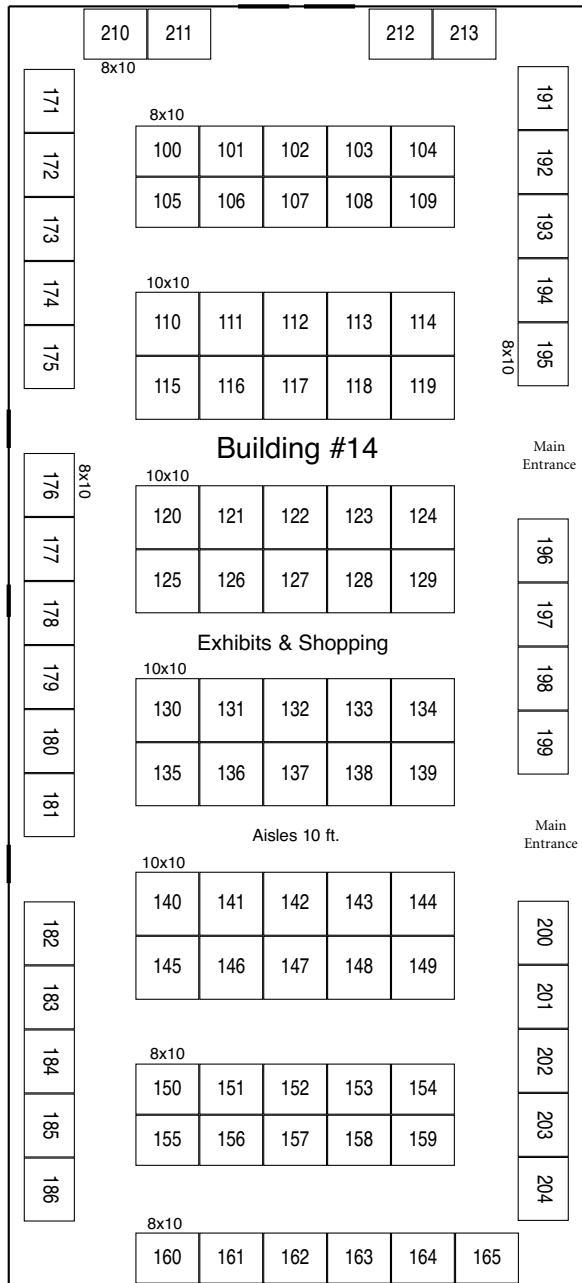 210 211 212 213
8x10
171
172
173
174
175
8x10
100 101 102 103 104
105 106 107 108 109
191
192
193
194
195
8x10
10x10
110 111 112 113 114
115 116 117 118 119
Building #14
Main
Entrance
176
177
178
179
180
181
8x10
10x10
120 121 122 123 124
125 126 127 128 129
196
197
198
199
Exhibits & Shopping
10x10
130 131 132 133 134
135 136 137 138 139
Aisles 10 ft.
Main
Entrance
10x10
140 141 142 143 144
145 146 147 148 149
182
183
184
185
186
200
201
202
203
204
8x10
150 151 152 153 154
155 156 157 158 159
8x10
160 161 162 163 164 165